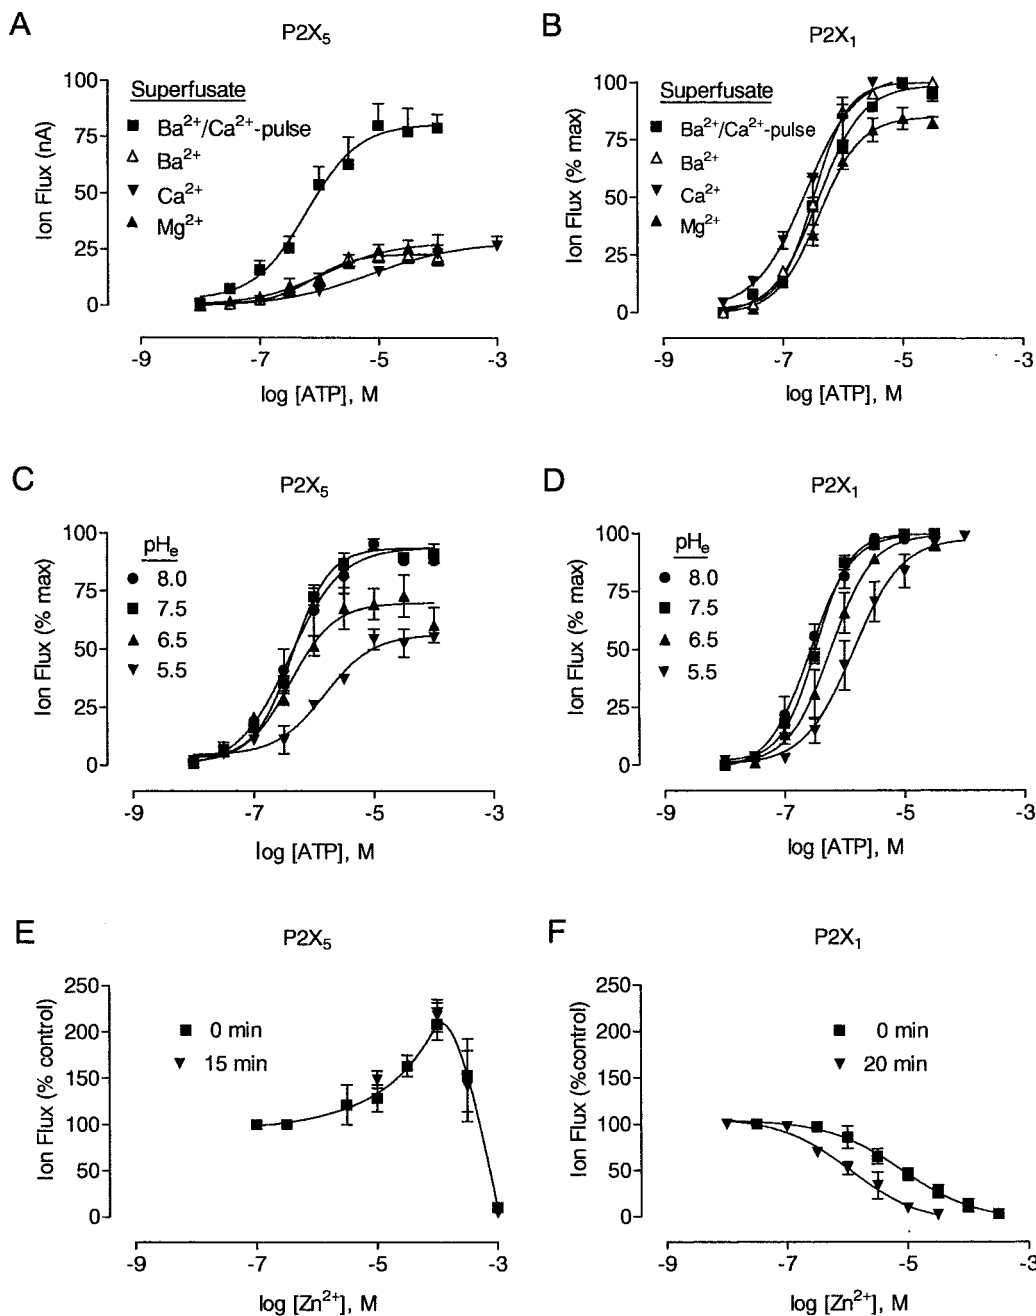 A
P2X₅
100
75
50
25
0
Ion Flux (nA)
Superfusate
Ba²⁺/Ca²⁺-pulse
Ba²⁺
Ca²⁺
Mg²⁺
-9
-7
-5
-3
log [ATP], M
B
P2X₁
100
75
50
25
0
Ion Flux (% max)
Superfusate
Ba²⁺/Ca²⁺-pulse
Ba²⁺
Ca²⁺
Mg²⁺
-9
-7
-5
-3
log [ATP], M
C
P2X₅
100
75
50
25
0
Ion Flux (% max)
pHₑ
8.0
7.5
6.5
5.5
-9
-7
-5
-3
log [ATP], M
D
P2X₁
100
75
50
25
0
Ion Flux (% max)
pHₑ
8.0
7.5
6.5
5.5
-9
-7
-5
-3
log [ATP], M
E
P2X₅
250
200
150
100
50
0
Ion Flux (% control)
0 min
15 min
-9
-7
-5
-3
log [Zn²⁺], M
F
P2X₁
250
200
150
100
50
0
Ion Flux (%control)
0 min
20 min
-9
-7
-5
-3
log [Zn²⁺], M